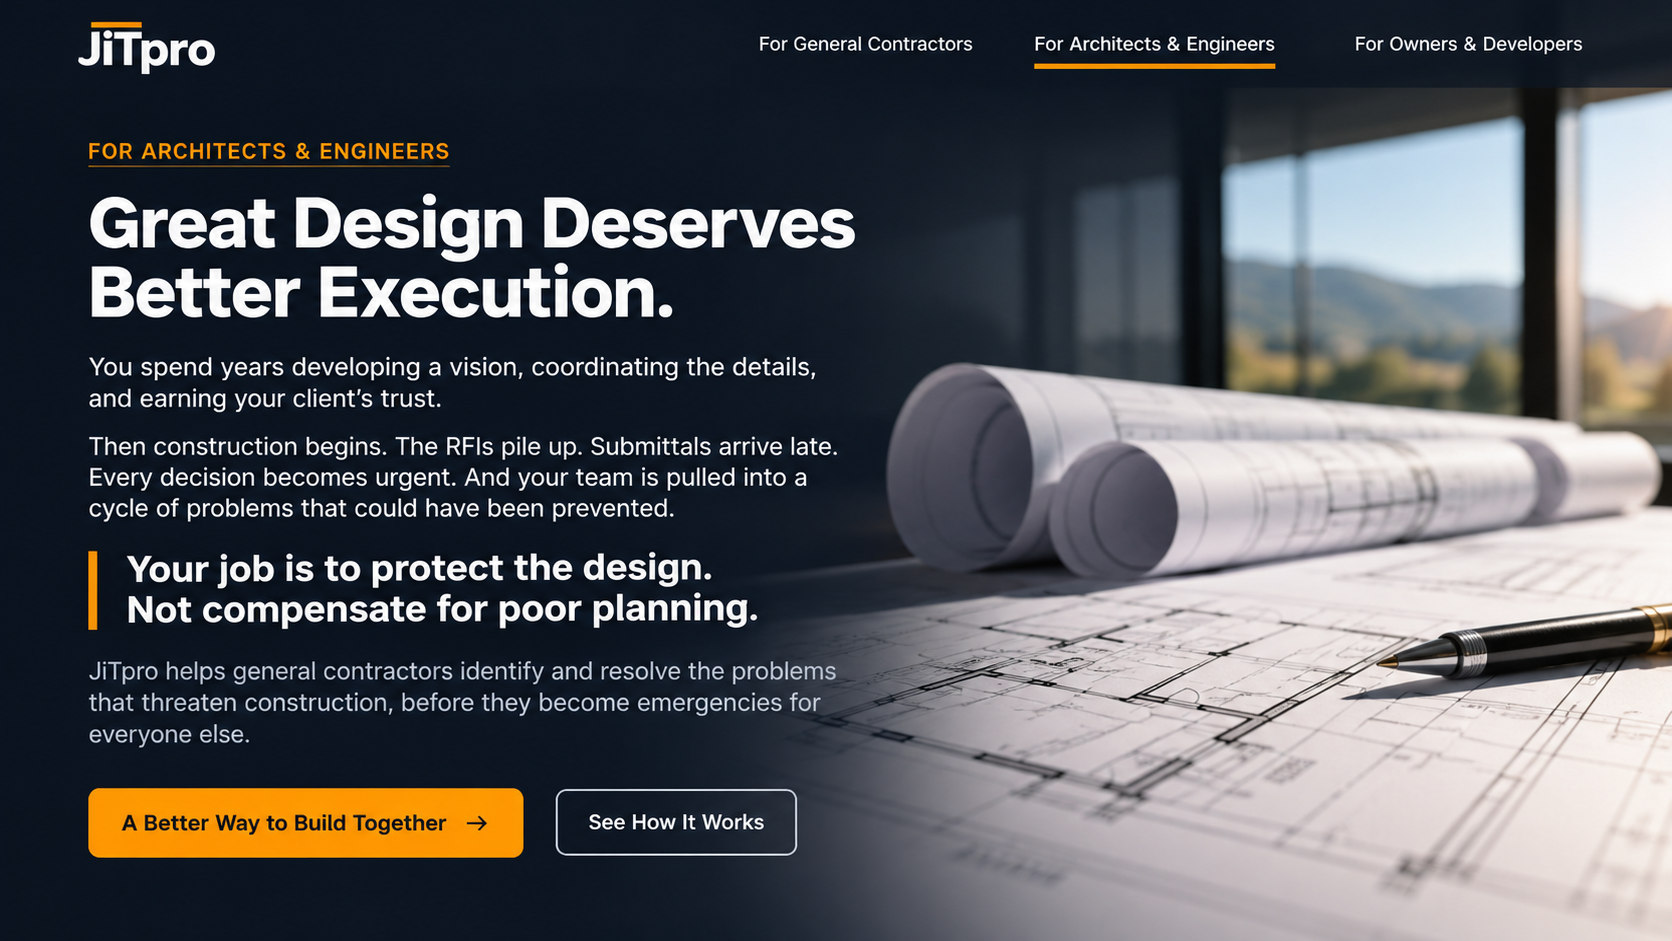 JiTpro
For General Contractors
For Architects & Engineers
For Owners & Developers
FOR ARCHITECTS & ENGINEERS
Great Design Deserves
Better Execution.
You spend years developing a vision, coordinating the details,
and earning your client’s trust.
Then construction begins. The RFIs pile up. Submittals arrive late.
Every decision becomes urgent. And your team is pulled into a
cycle of problems that could have been prevented.
Your job is to protect the design.
Not compensate for poor planning.
JiTpro helps general contractors identify and resolve the problems
that threaten construction, before they become emergencies for
everyone else.
A Better Way to Build Together →
See How It Works